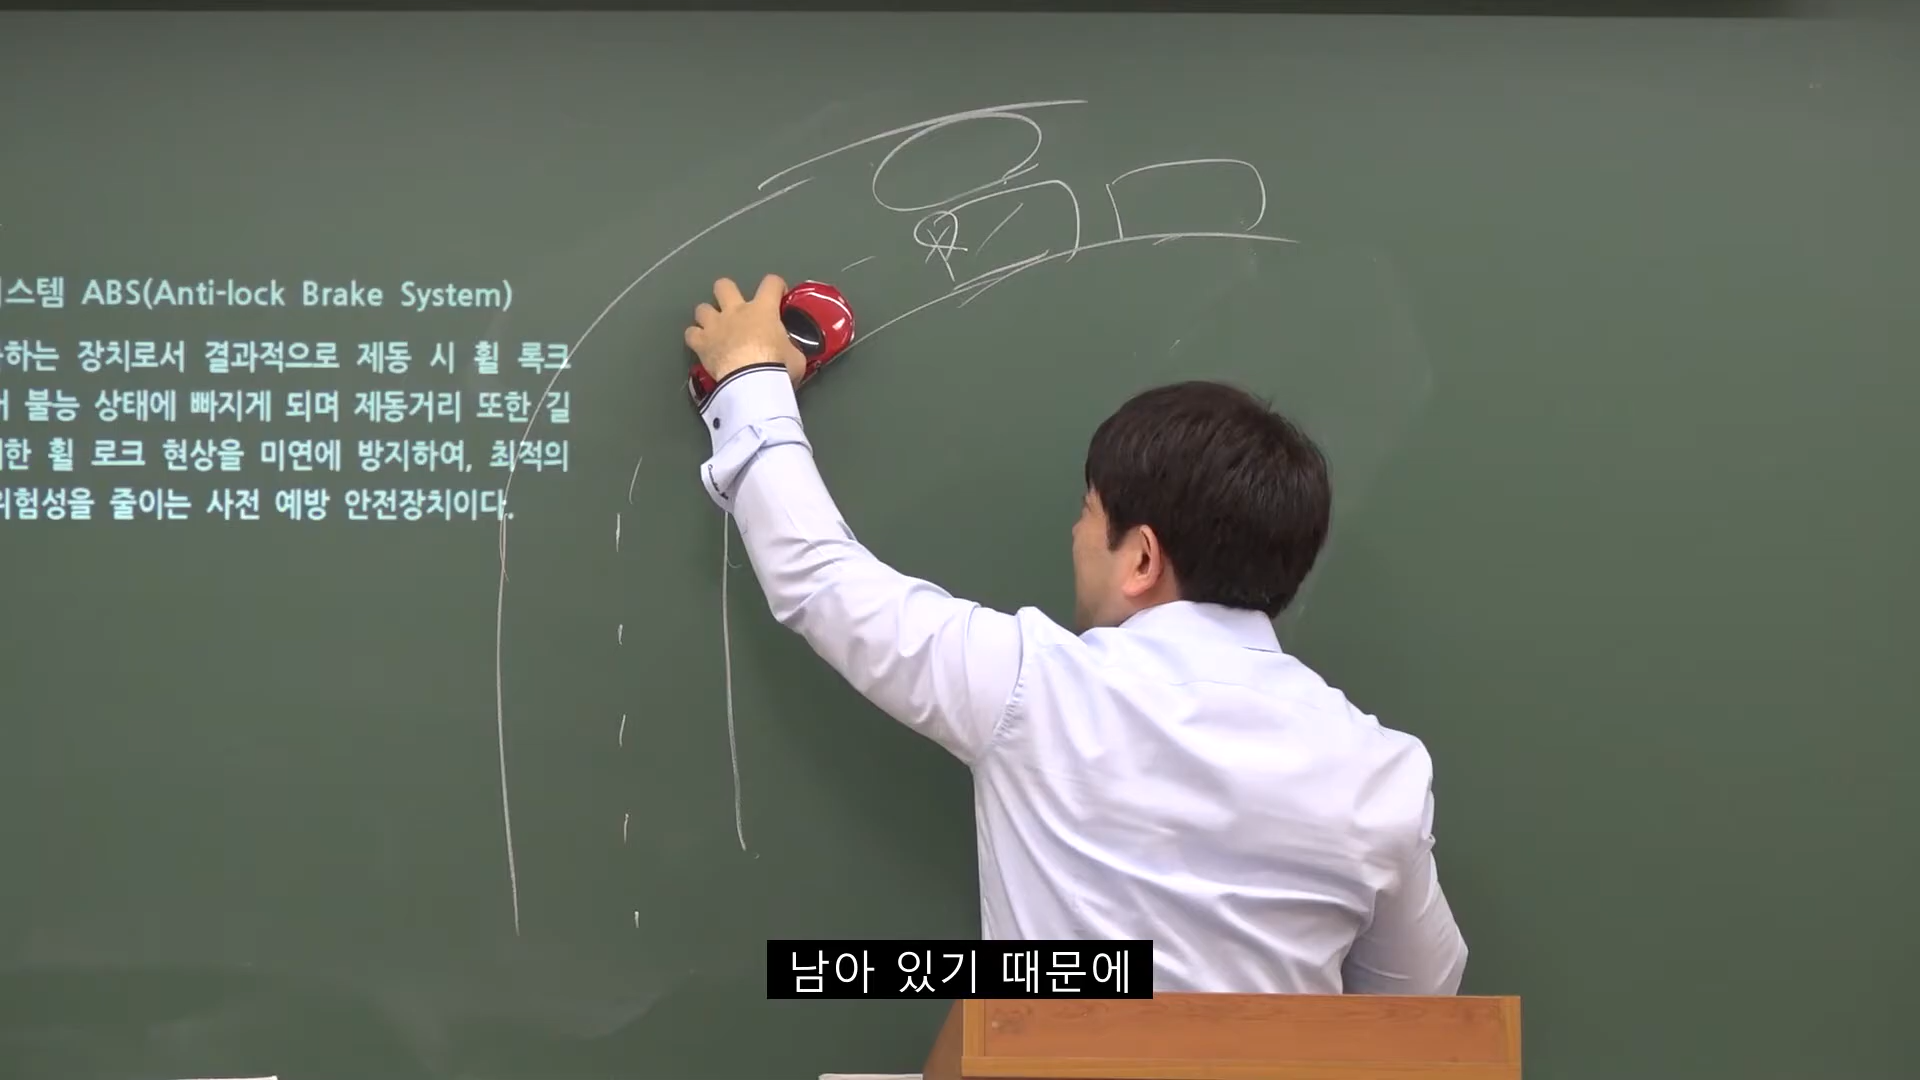 스템 ABS(Anti-lock Brake System)
하는 장치로서 결과적으로 제동 시 휠 록크
불능 상태에 빠지게 되며 제동거리 또한 길
한 휠 로크 현상을 미연에 방지하여, 최적의
위험성을 줄이는 사전 예방 안전장치이다.
남아 있기 때문에